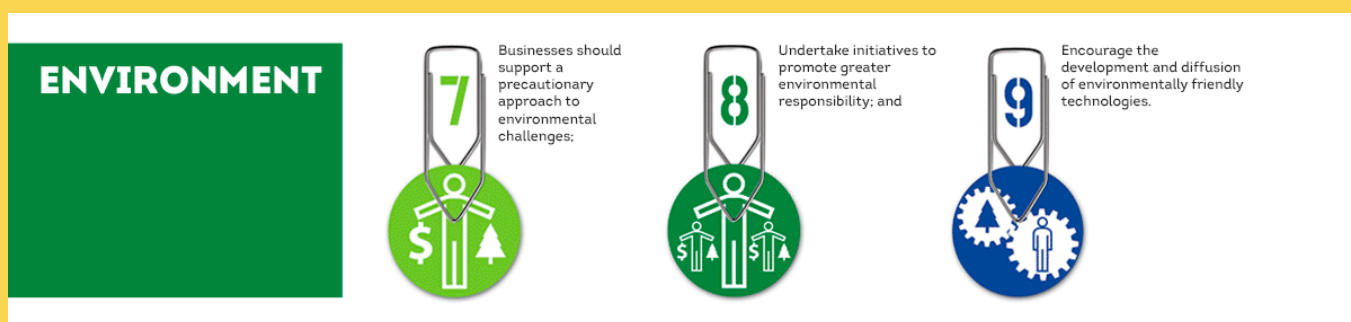 ENVIRONMENT
7
Businesses should
support a
precautionary
approach to
environmental
challenges;
$
8
Undertake initiatives to
promote greater
environmental
responsibility; and
$ $
9
Encourage the
development and diffusion
of environmentally friendly
technologies.